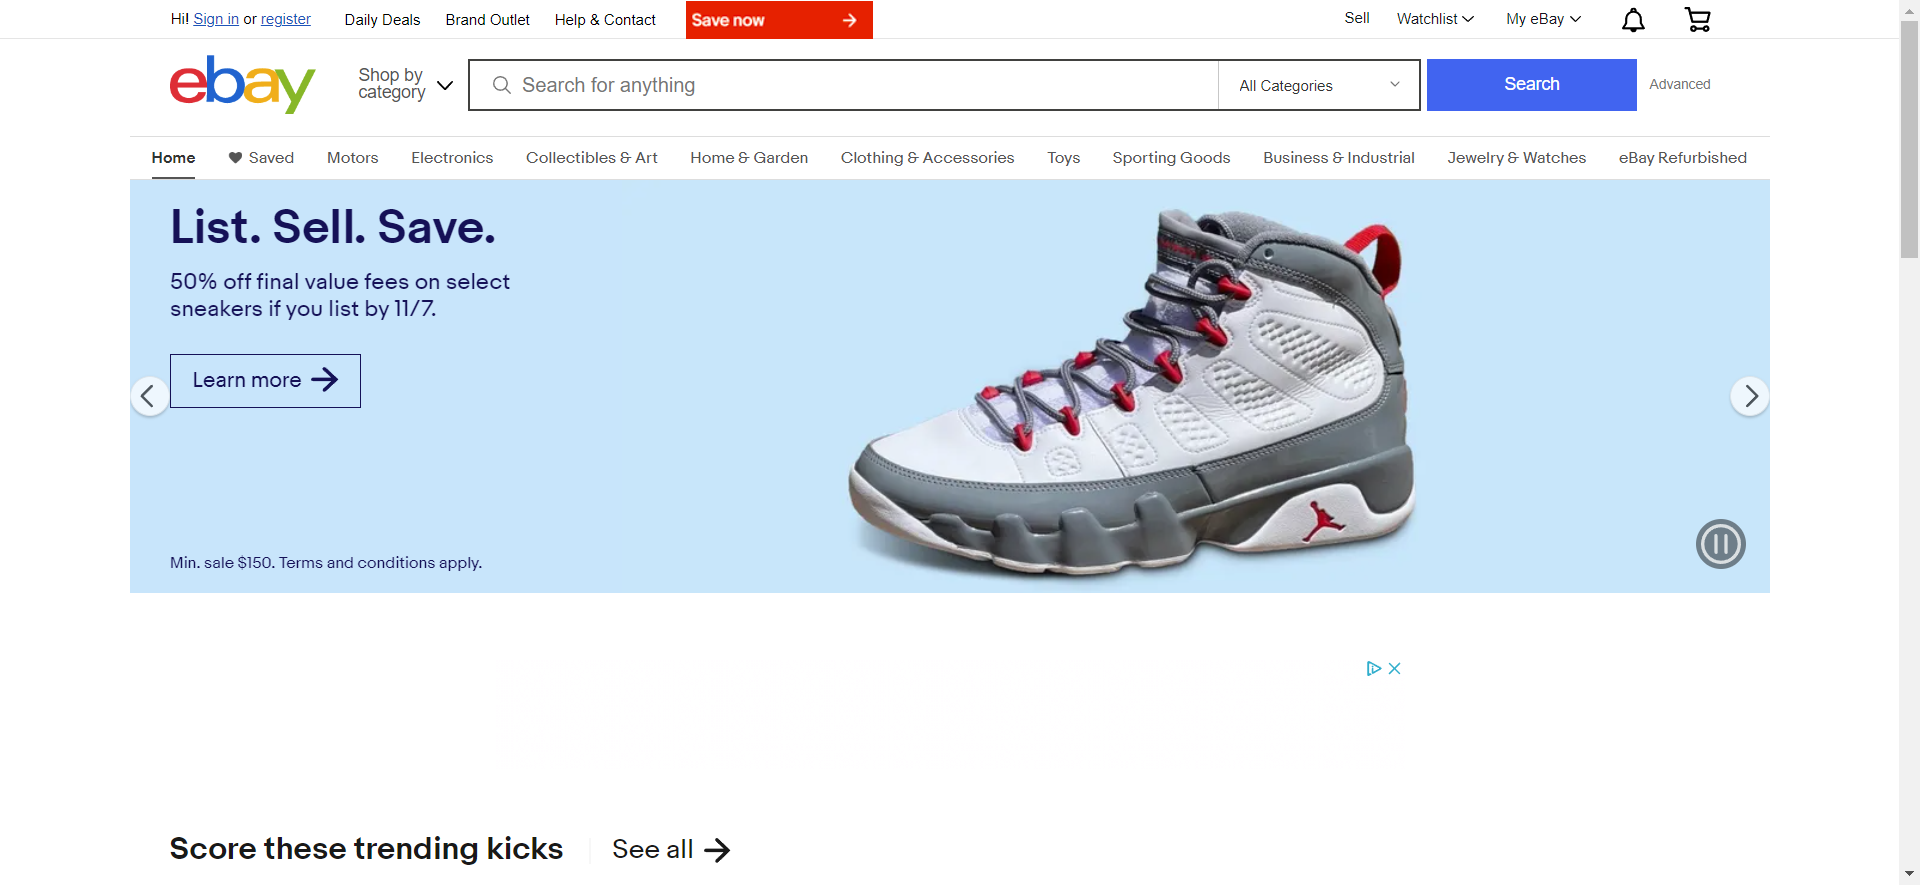 Hi! Sign in or register
Daily Deals
Brand Outlet
Help & Contact
Save now
Sell
Watchlist
My eBay
ebay
Shop by
category
Search for anything
All Categories
Search
Advanced
Home
Saved
Motors
Electronics
Collectibles & Art
Home & Garden
Clothing & Accessories
Toys
Sporting Goods
Business & Industrial
Jewelry & Watches
eBay Refurbished
List. Sell. Save.
50% off final value fees on select
sneakers if you list by 11/7.
Learn more
Min. sale $150. Terms and conditions apply.
Score these trending kicks
See all